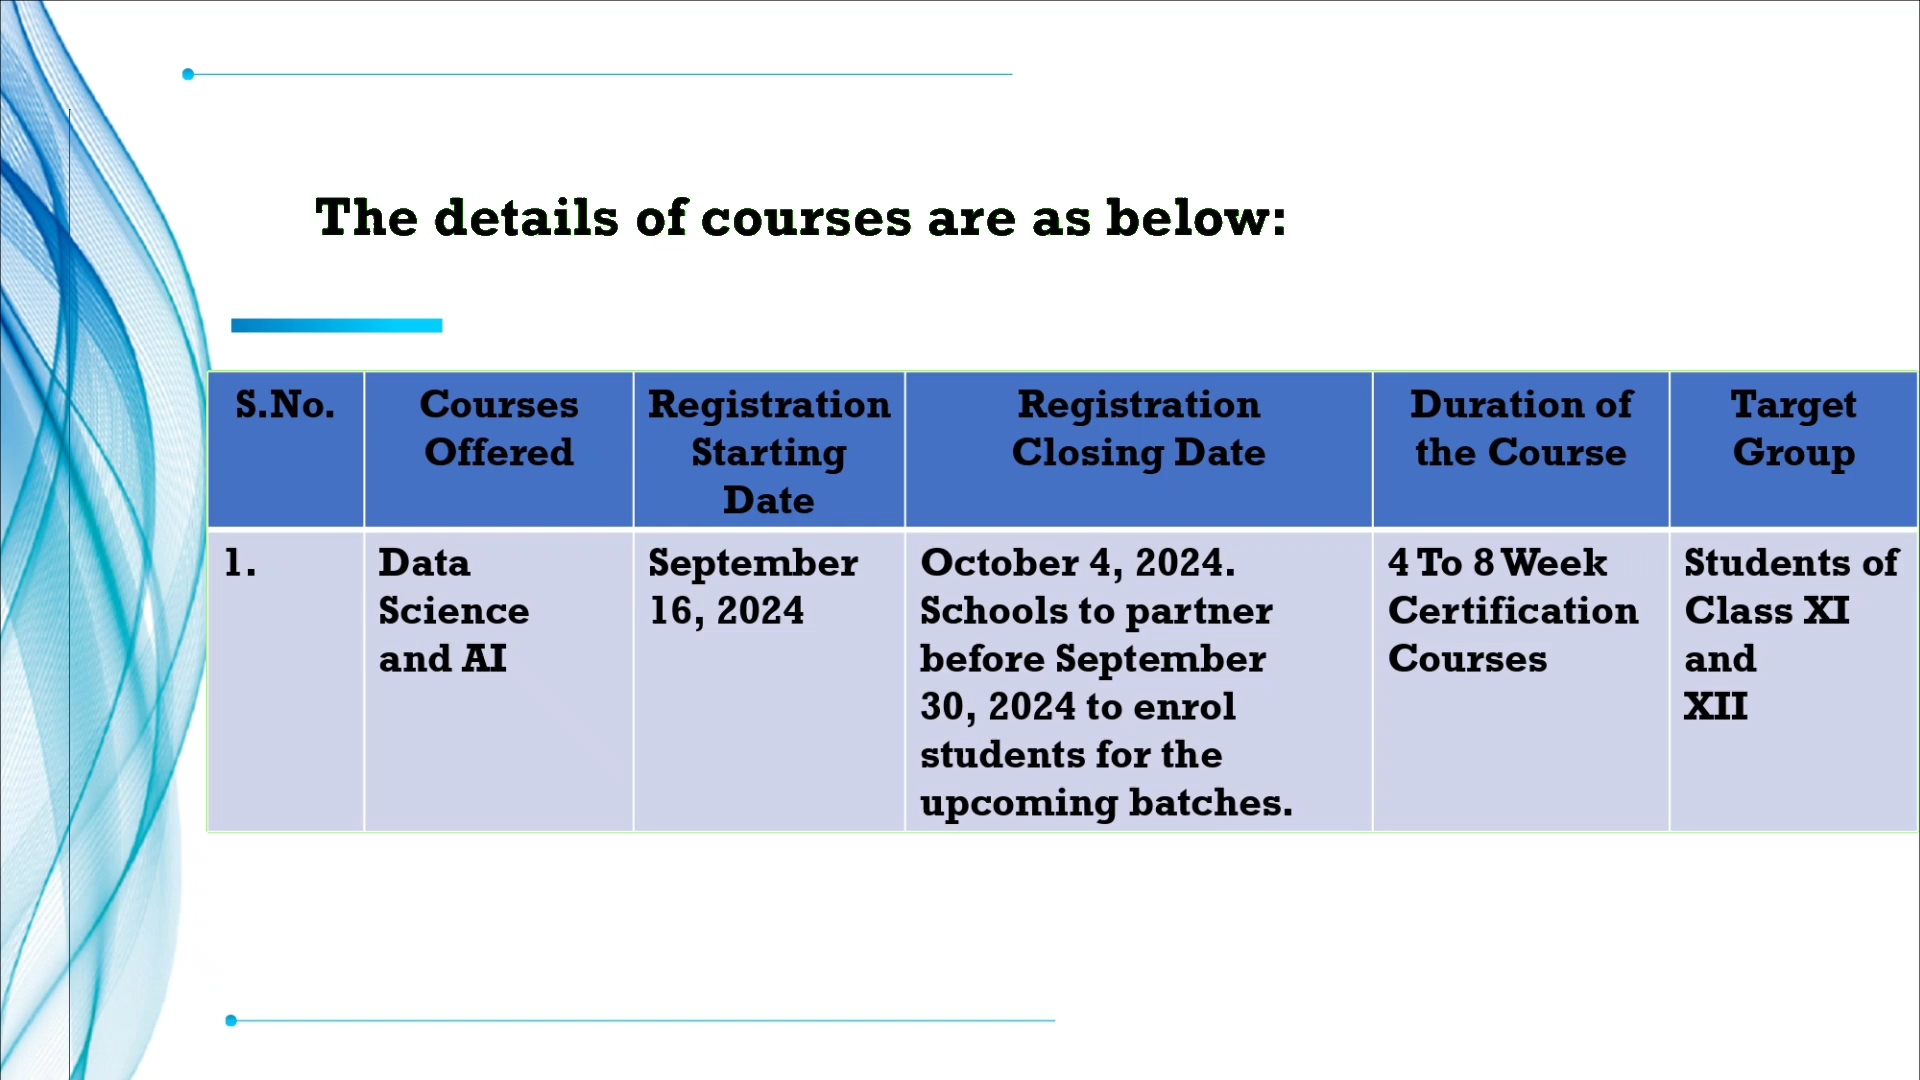 The details of courses are as below:
S.No.
Courses
Offered
Registration
Starting
Date
Registration
Closing Date
Duration of
the Course
Target
Group
1.
Data
Science
and AI
September
16, 2024
October 4, 2024.
Schools to partner
before September
30, 2024 to enrol
students for the
upcoming batches.
4 To 8 Week
Certification
Courses
Students of
Class XI
and
XII